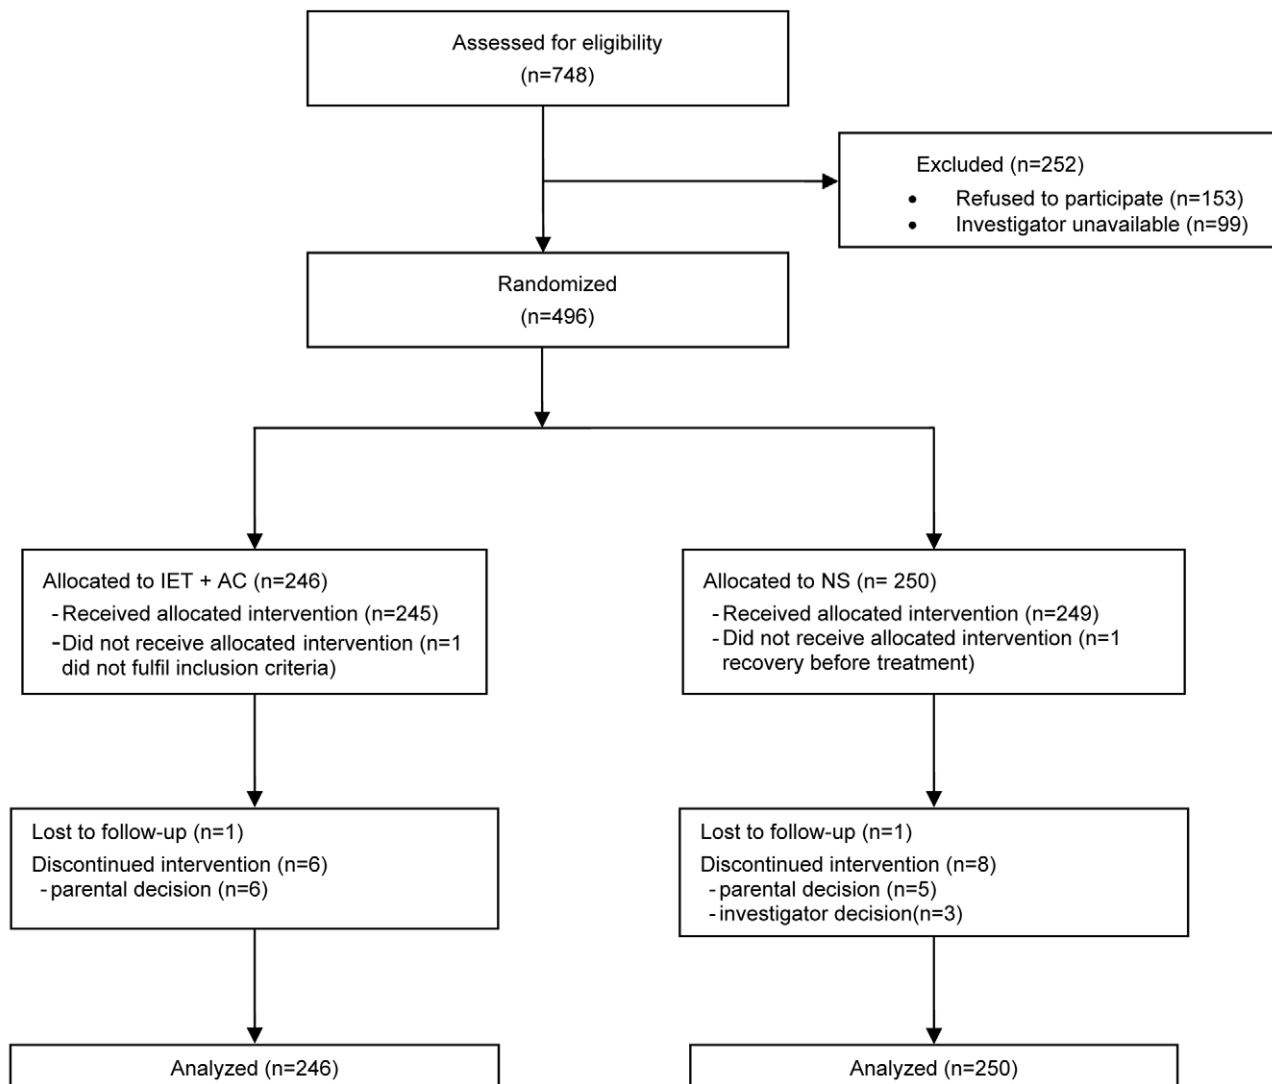 Assessed for eligibility
(n=748)
Excluded (n=252)
• Refused to participate (n=153)
• Investigator unavailable (n=99)
Randomized
(n=496)
Allocated to IET + AC (n=246)
-Received allocated intervention (n=245)
-Did not receive allocated intervention (n=1
did not fulfil inclusion criteria)
Allocated to NS (n= 250)
-Received allocated intervention (n=249)
-Did not receive allocated intervention (n=1
recovery before treatment)
Lost to follow-up (n=1)
Discontinued intervention (n=6)
-parental decision (n=6)
Lost to follow-up (n=1)
Discontinued intervention (n=8)
-parental decision (n=5)
-investigator decision(n=3)
Analyzed (n=246)
Analyzed (n=250)